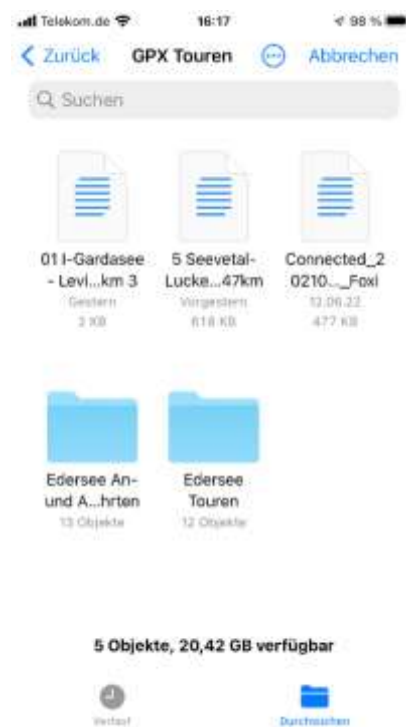 Telekom.de 16:17 98 %
Zurück GPX Touren Abbrechen
Suchen
01 I-Gardasee
- Levi...km 3
Gestern
3 KB
5 Seevetal-
Lucke...47km
Vorgestern
618 KB
Connected_2
0210..._Foxi
12.06.22
477 KB
Edersee An-
und A...hrten
13 Objekte
Edersee
Touren
12 Objekte
5 Objekte, 20,42 GB verfügbar
Verlauf Durchsuchen